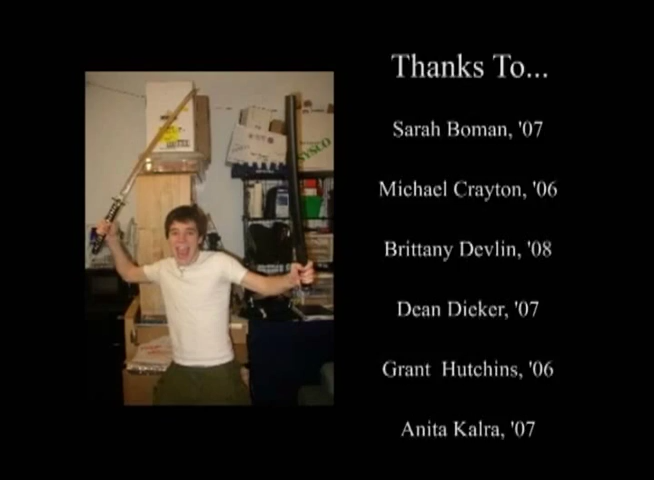 Thanks To...
Sarah Boman, '07
Michael Crayton, '06
Brittany Devlin, '08
Dean Dieker, '07
Grant Hutchins, '06
Anita Kalra, '07
SYSCO